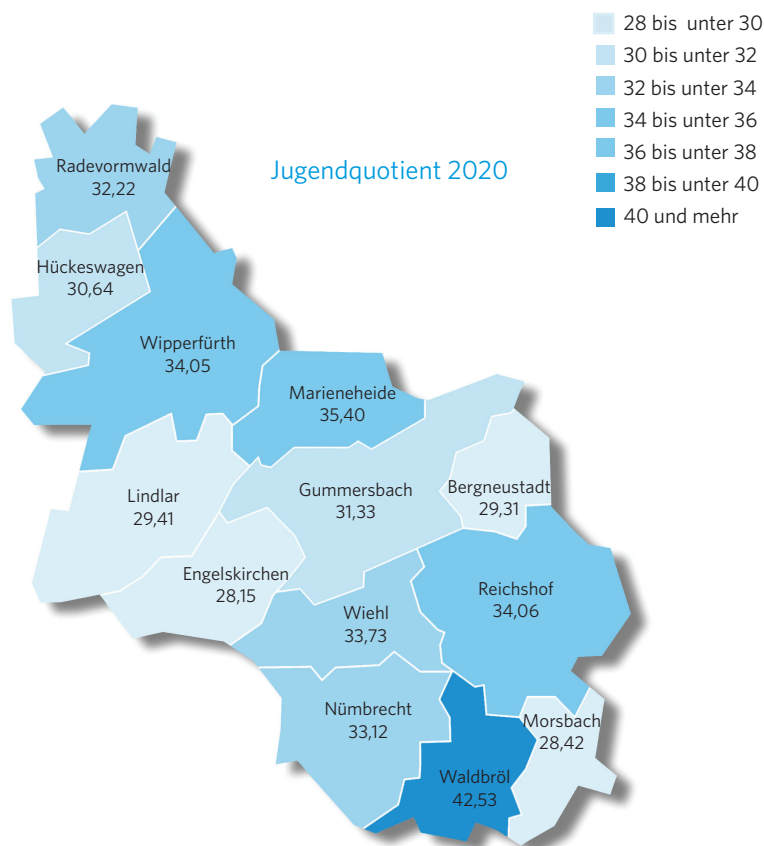 28 bis unter 30
30 bis unter 32
32 bis unter 34
34 bis unter 36
36 bis unter 38
38 bis unter 40
40 und mehr
Jugendquotient 2020
Radevormwald
32,22
Hückeswagen
30,64
Wipperfürth
34,05
Marieneheide
35,40
Lindlar
29,41
Gummersbach
31,33
Bergneustadt
29,31
Engelskirchen
28,15
Reichshof
34,06
Wiehl
33,73
Nümbrecht
33,12
Morsbach
28,42
Waldbröl
42,53